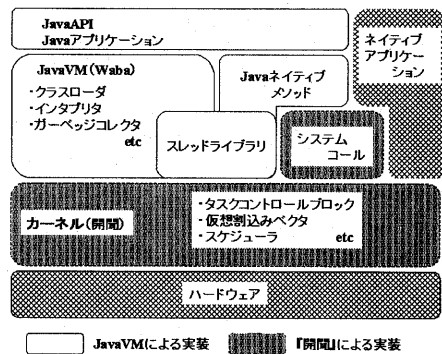 JavaAPI
Javaアプリケーション
ネイティブ
アプリケー
ション
JavaVM(Waba)
・クラスローダ
・インタプリタ
・ガーベッジコレクタ
etc
Javaネイティブ
メソッド
スレッドライブラリ
システム
コール
カーネル(開聞)
・タスクコントロールブロック
・仮想割込みベクタ
・スケジューラ etc
ハードウェア
JavaVMによる実装
『開聞』による実装